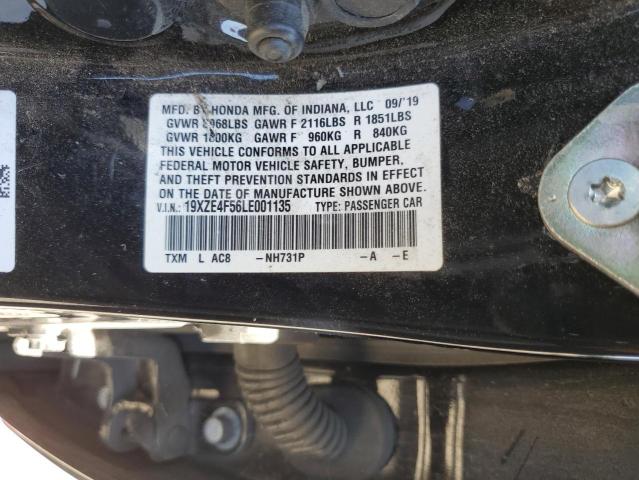 MFD. BY HONDA MFG. OF INDIANA, LLC 09/'19
GVWR 3968LBS GAWR F 2116LBS R 1851LBS
GVWR 1800KG GAWR F 960KG R 840KG
THIS VEHICLE CONFORMS TO ALL APPLICABLE
FEDERAL MOTOR VEHICLE SAFETY, BUMPER,
AND THEFT PREVENTION STANDARDS IN EFFECT
ON THE DATE OF MANUFACTURE SHOWN ABOVE.
V.I.N.: 19XZE4F56LE001135 TYPE: PASSENGER CAR
TXM L AC8 -NH731P -A -E